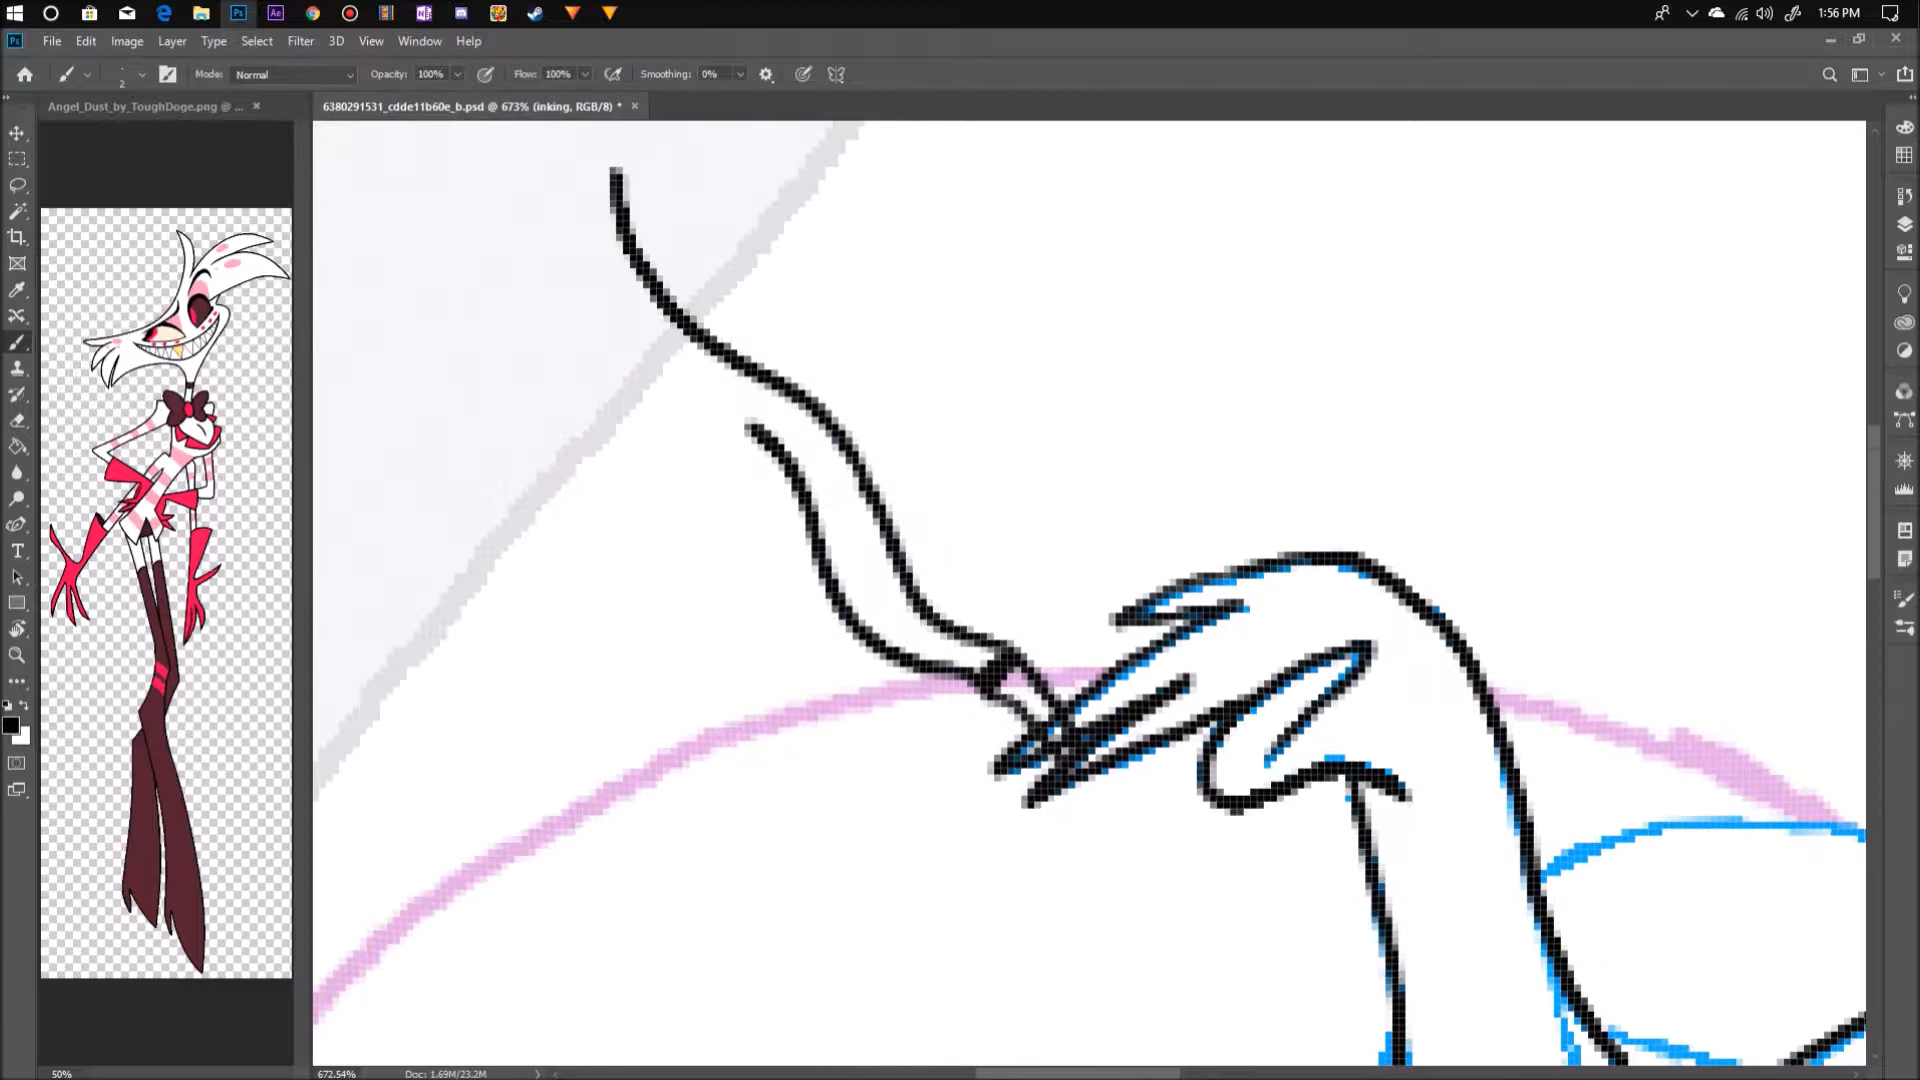 1:56 PM
Ps File Edit Image Layer Type Select Filter 3D View Window Help
2 Mode: Normal Opacity: 100% Flow: 100% Smoothing: 0%
Angel_Dust_by_ToughDoge.png @ ... × 6380291531_cdde11b60e_b.psd @ 673% (inking, RGB/8) * ×
50% 672.54% Doc: 1.69M/23.2M